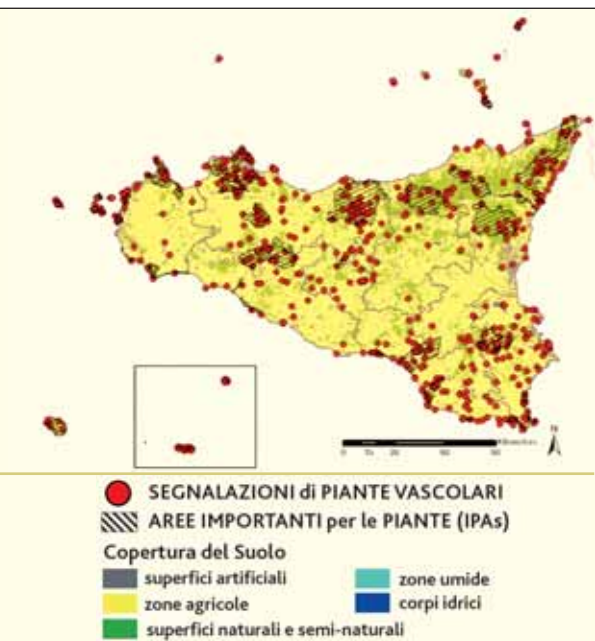 N
SEGNALAZIONI di PIANTE VASCOLARI
AREE IMPORTANTI per le PIANTE (IPAs)
Copertura del Suolo
superfici artificiali
zone umide
zone agricole
corpi idrici
superfici naturali e semi-naturali